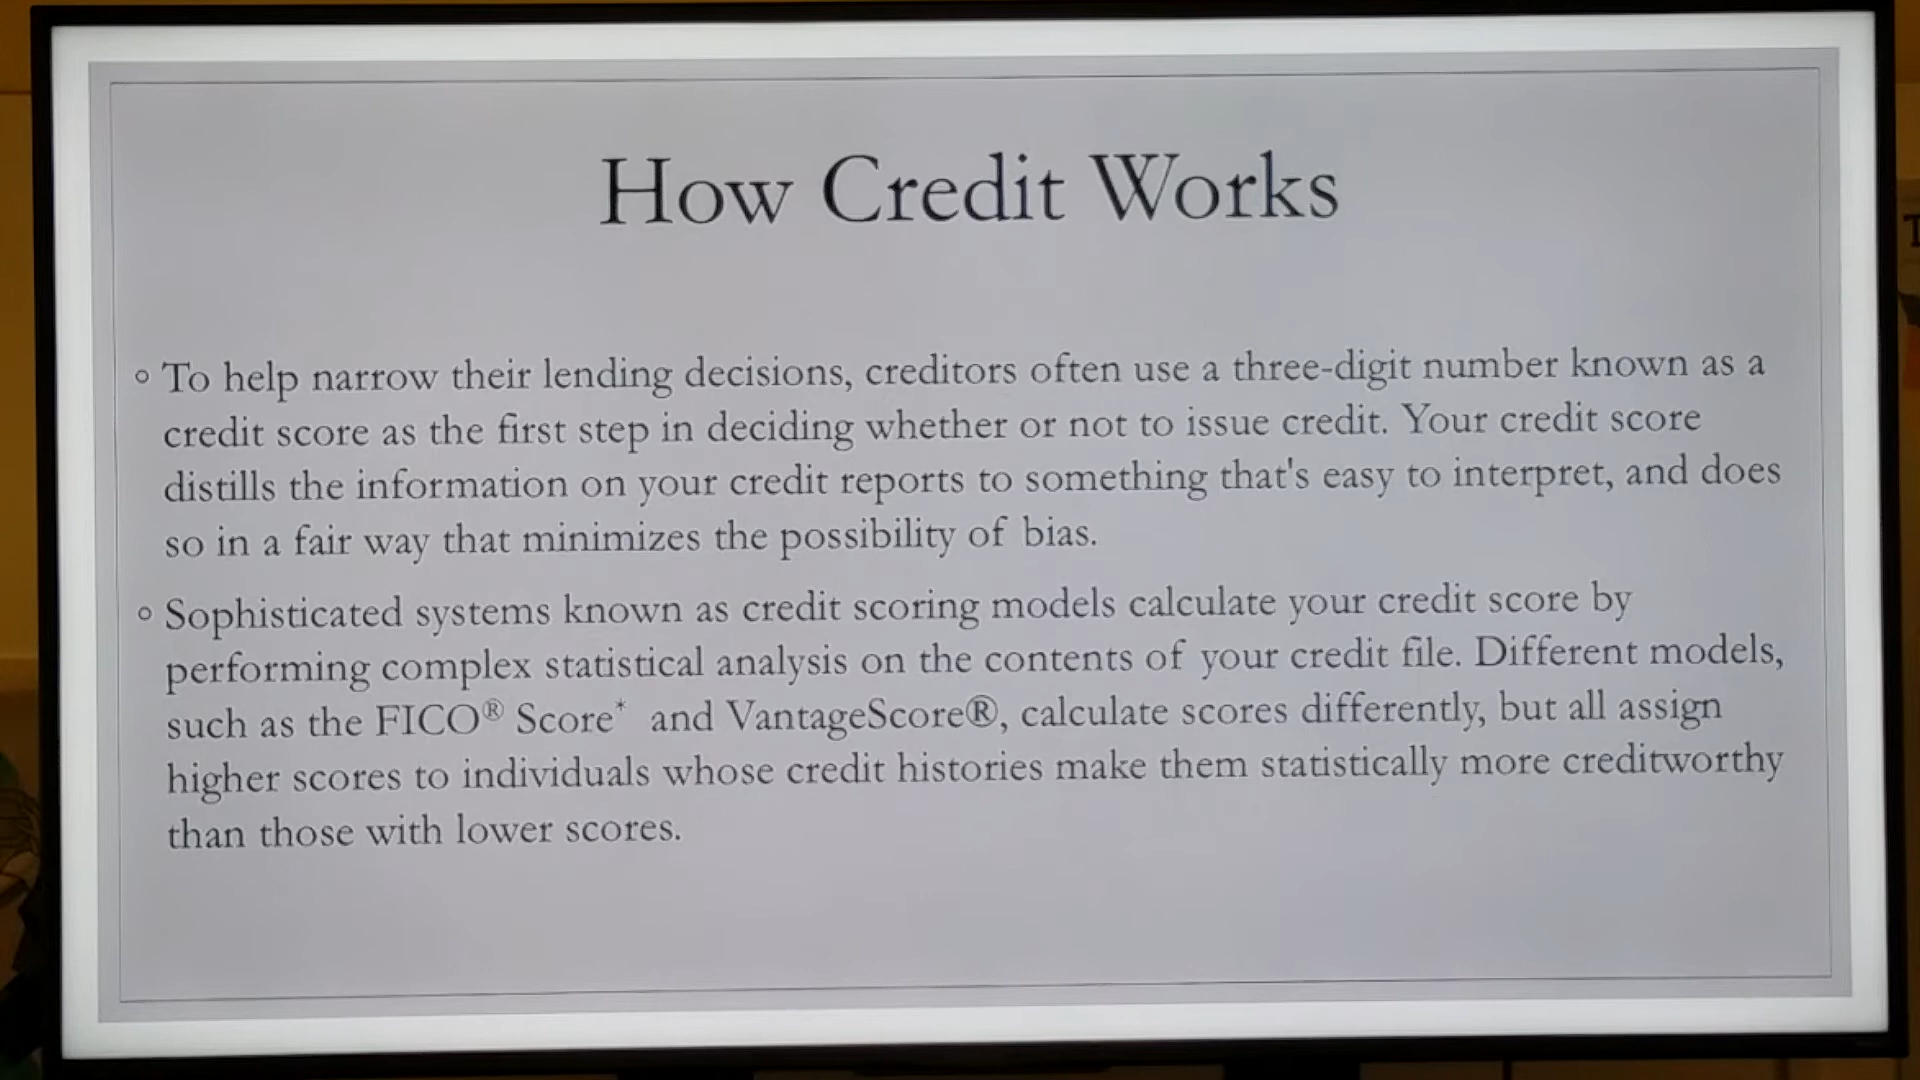 How Credit Works
° To help narrow their lending decisions, creditors often use a three-digit number known as a
credit score as the first step in deciding whether or not to issue credit. Your credit score
distills the information on your credit reports to something that's easy to interpret, and does
so in a fair way that minimizes the possibility of bias.
° Sophisticated systems known as credit scoring models calculate your credit score by
performing complex statistical analysis on the contents of your credit file. Different models,
such as the FICO® Score* and VantageScore®, calculate scores differently, but all assign
higher scores to individuals whose credit histories make them statistically more creditworthy
than those with lower scores.